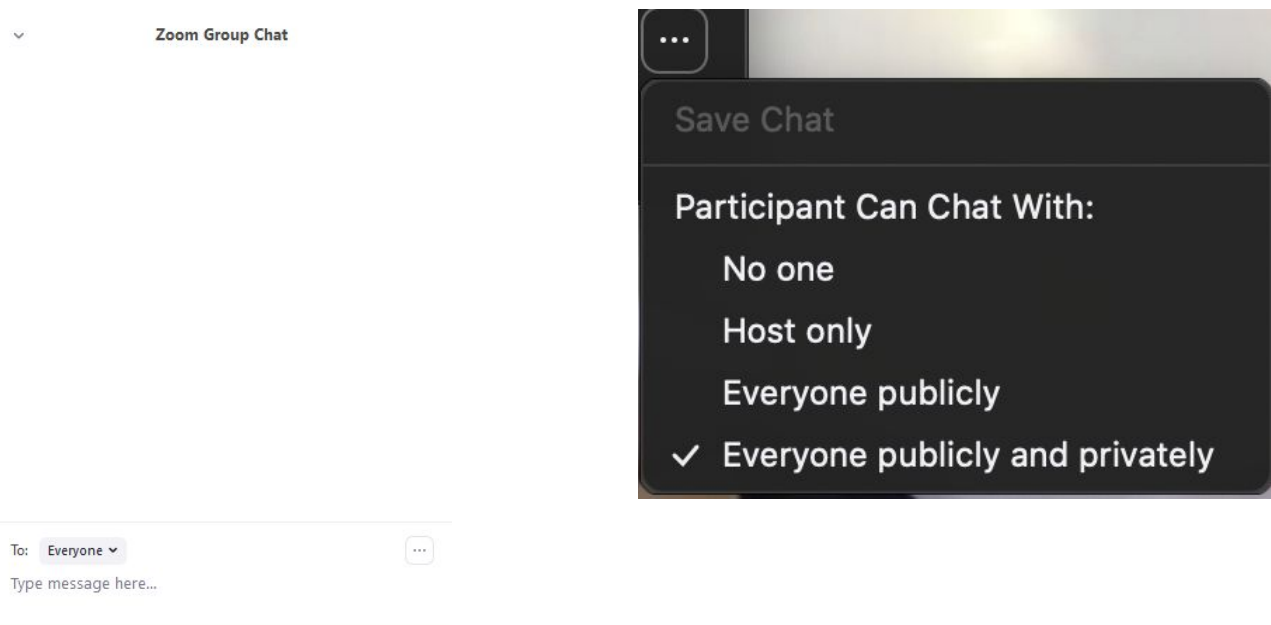 Zoom Group Chat
To: Everyone
...
Type message here...
...
Save Chat
Participant Can Chat With:
No one
Host only
Everyone publicly
✓ Everyone publicly and privately